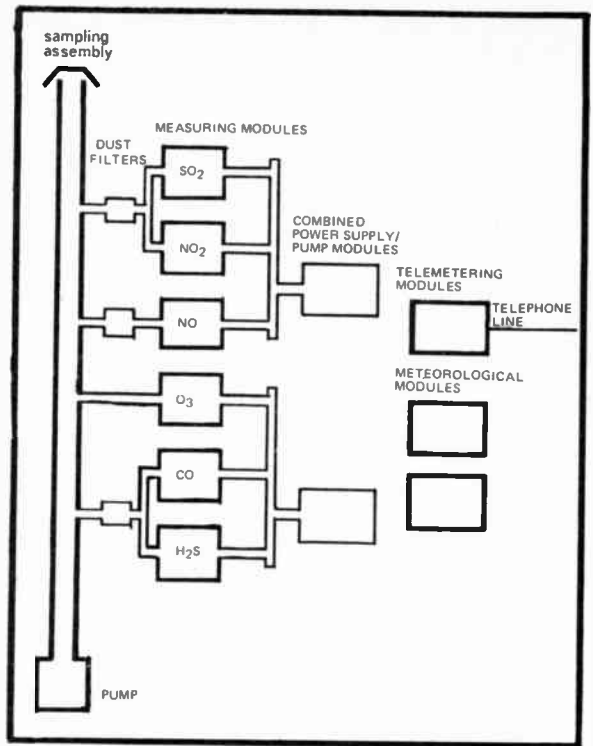 sampling
assembly
MEASURING MODULES
DUST
FILTERS
SO2
NO2
NO
O3
CO
H2S
COMBINED
POWER SUPPLY/
PUMP MODULES
TELEMETERING
MODULES
TELEPHONE
LINE
METEOROLOGICAL
MODULES
PUMP